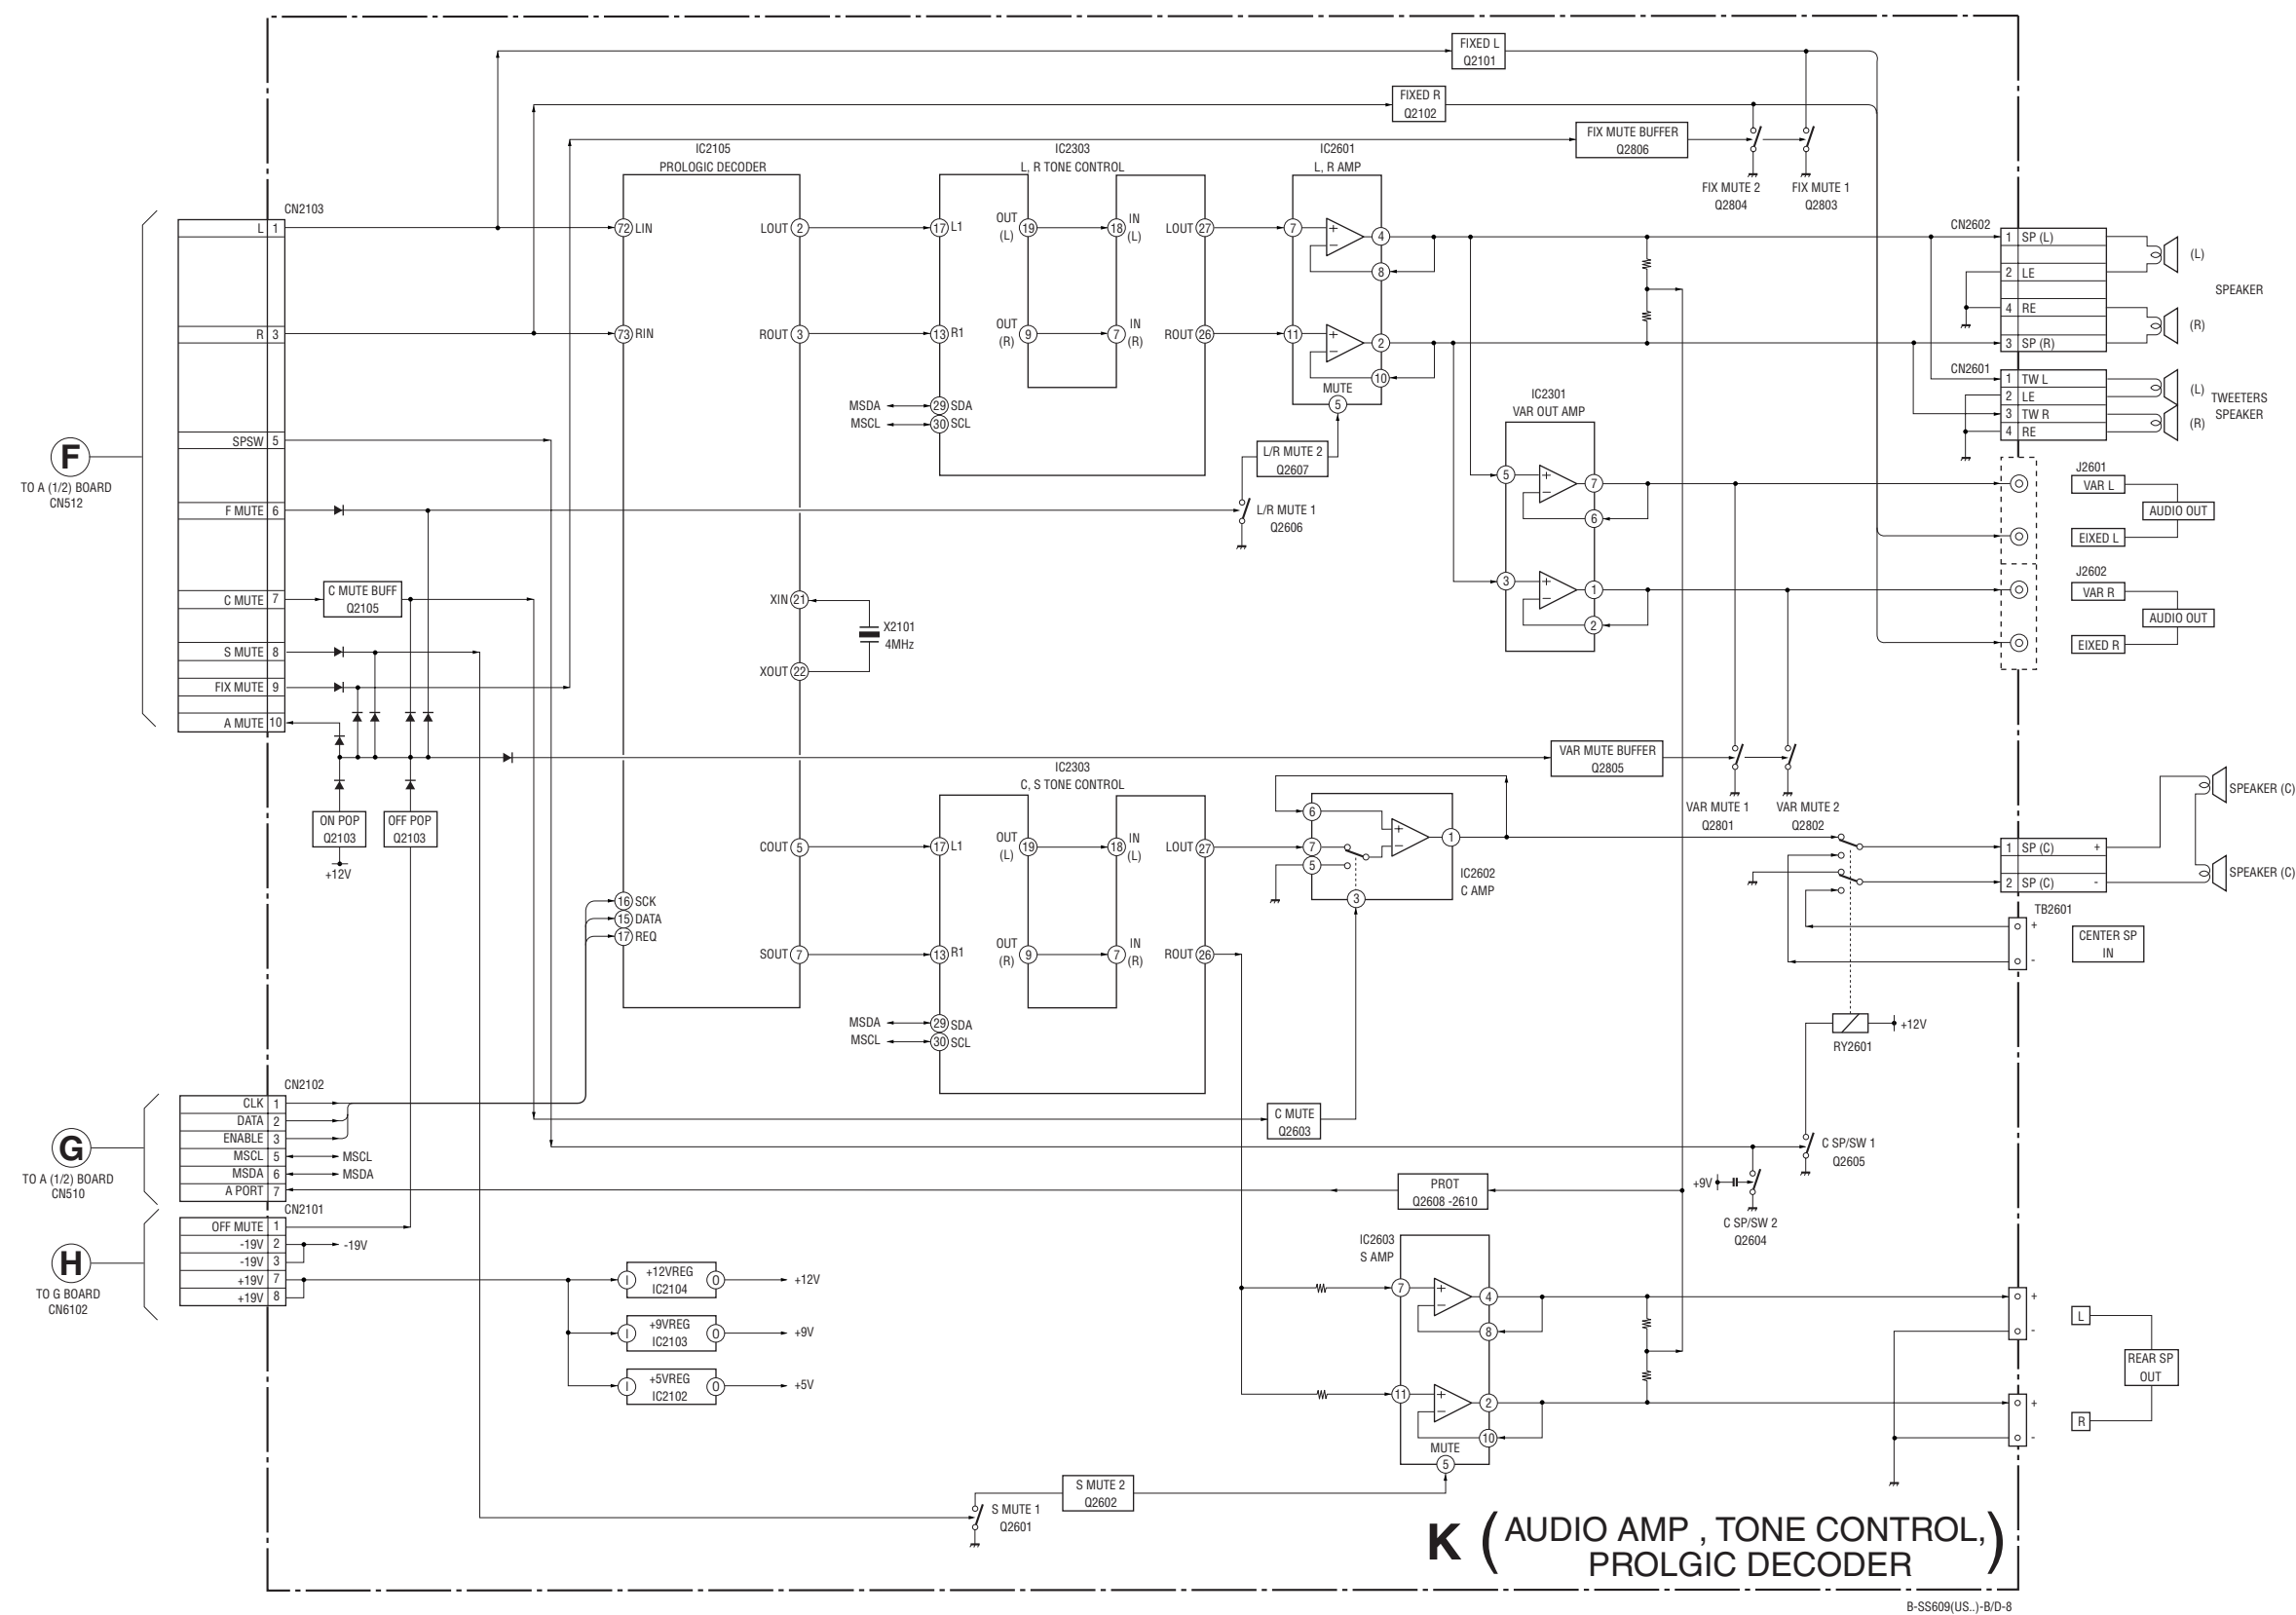 FIXED L
Q2101
FIXED R
Q2102
FIX MUTE BUFFER
Q2806
FIX MUTE 2
Q2804
FIX MUTE 1
Q2803
IC2105
PROLOGIC DECODER
IC2303
L, R TONE CONTROL
IC2601
L, R AMP
CN2103
L 1
R 3
SPSW 5
F MUTE 6
C MUTE 7
S MUTE 8
FIX MUTE 9
A MUTE 10
F
TO A (1/2) BOARD
CN512
72 LIN
73 RIN
LOUT 2
ROUT 3
17 L1
13 R1
OUT
(L)
19
18
IN
(L)
OUT
(R)
9
7
IN
(R)
LOUT 27
ROUT 26
MSDA
29 SDA
MSCL
30 SCL
7
4
8
11
2
10
MUTE
5
L/R MUTE 2
Q2607
L/R MUTE 1
Q2606
IC2301
VAR OUT AMP
5
7
6
3
1
2
CN2602
1 SP (L)
2 LE
4 RE
3 SP (R)
(L)
SPEAKER
(R)
CN2601
1 TW L
2 LE
3 TW R
4 RE
(L)
TWEETERS
SPEAKER
(R)
J2601
VAR L
AUDIO OUT
EIXED L
J2602
VAR R
AUDIO OUT
EIXED R
C MUTE BUFF
Q2105
XIN 21
X2101
4MHz
XOUT 22
ON POP
Q2103
+12V
OFF POP
Q2103
VAR MUTE BUFFER
Q2805
VAR MUTE 1
Q2801
VAR MUTE 2
Q2802
IC2303
C, S TONE CONTROL
COUT 5
SOUT 7
16 SCK
15 DATA
17 REQ
17 L1
13 R1
OUT
(L)
19
18
IN
(L)
OUT
(R)
9
7
IN
(R)
LOUT 27
ROUT 26
MSDA
29 SDA
MSCL
30 SCL
6
7
5
1
3
IC2602
C AMP
1 SP (C) +
2 SP (C) -
SPEAKER (C)
SPEAKER (C)
TB2601
+
-
CENTER SP
IN
RY2601
+12V
CN2102
CLK 1
DATA 2
ENABLE 3
MSCL 5
MSCL
MSDA 6
MSDA
A PORT 7
G
TO A (1/2) BOARD
CN510
C MUTE
Q2603
C SP/SW 1
Q2605
+9V
C SP/SW 2
Q2604
PROT
Q2608 -2610
CN2101
OFF MUTE 1
-19V 2
-19V
-19V 3
+19V 7
+19V 8
H
TO G BOARD
CN6102
I
+12VREG
IC2104
O
+12V
I
+9VREG
IC2103
O
+9V
I
+5VREG
IC2102
O
+5V
IC2603
S AMP
7
4
8
11
2
10
MUTE
5
+
-
+
-
L
REAR SP
OUT
R
S MUTE 2
Q2602
S MUTE 1
Q2601
K ( AUDIO AMP , TONE CONTROL, )
PROLGIC DECODER
B-SS609(US..)-B/D-8